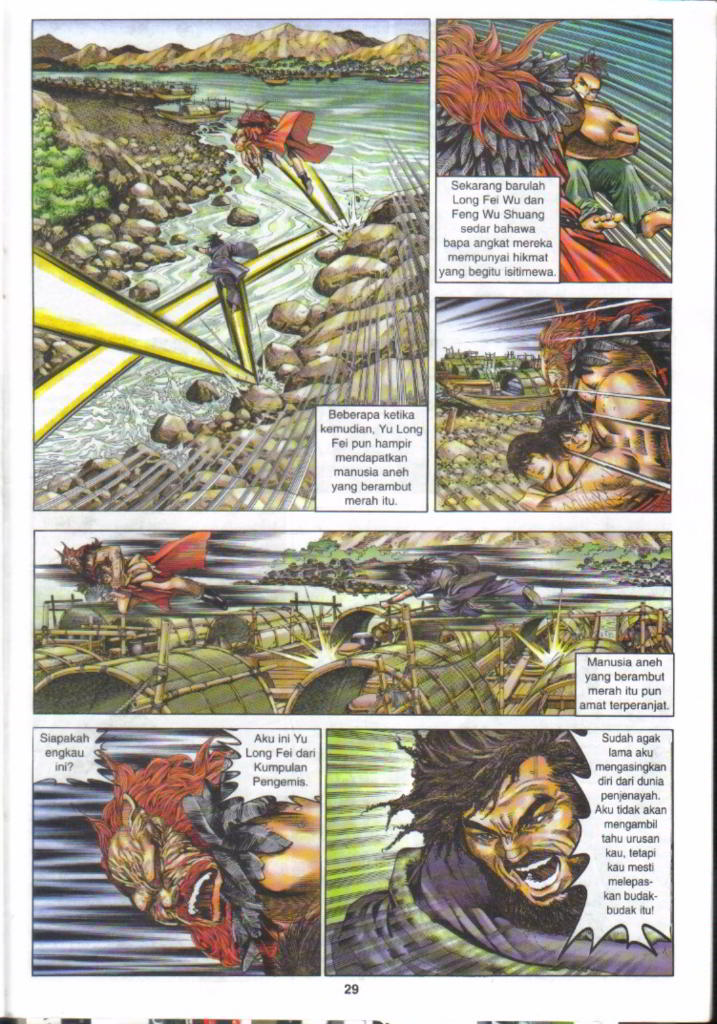 Beberapa ketika
kemudian, Yu Long
Fei pun hampir
mendapatkan
manusia aneh
yang berambut
merah itu.
Sekarang barulah
Long Fei Wu dan
Feng Wu Shuang
sedar bahawa
bapa angkat mereka
mempunyai hikmat
yang begitu isitimewa.
Manusia aneh
yang berambut
merah itu pun
amat terperanjat.
Siapakah
engkau
ini?
Aku ini Yu
Long Fei dari
Kumpulan
Pengemis.
Sudah agak
lama aku
mengasingkan
diri dari dunia
penjenayah.
Aku tidak akan
mengambil
tahu urusan
kau, tetapi
kau mesti
melepas-
kan budak-
budak itu!
29